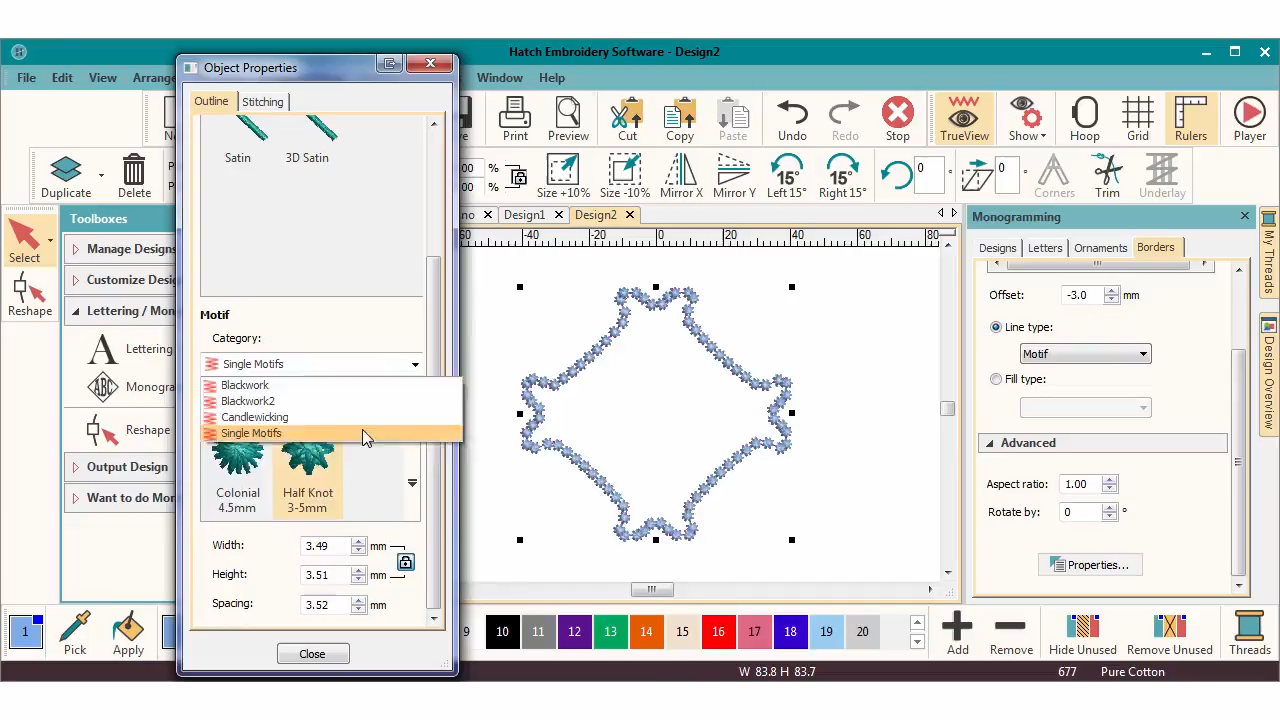 Hatch Embroidery Software - Design2
File Edit View Arrange Window Help
Object Properties
Outline Stitching
Print Preview Cut Copy Paste Undo Redo Stop TrueView Show Hoop Grid Rulers Player
Duplicate Delete
00 %
00 %
Size +10% Size -10% Mirror X Mirror Y Left 15° Right 15° 0 0 Corners Trim Underlay
15° 15°
Satin 3D Satin
Select
Reshape
Toolboxes
Manage Designs
Customize Desi
Lettering / Mon
A Lettering
ABC Monogra
Reshape
Output Design
Want to do Mor
no Design1 Design2
60 -40 -20 0 20 40 60 80
Motif
Category:
Single Motifs
Blackwork
Blackwork2
Candlewicking
Single Motifs
Colonial 4.5mm
Half Knot 3-5mm
Width: 3.49 mm
Height: 3.51 mm
Spacing: 3.52 mm
Close
Monogramming
Designs Letters Ornaments Borders
Offset: -3.0 mm
Line type:
Motif
Fill type:
Advanced
Aspect ratio: 1.00
Rotate by: 0 °
Properties...
My Threads
Design Overview
1 Pick Apply
9 10 11 12 13 14 15 16 17 18 19 20
Add Remove Hide Unused Remove Unused Threads
W 83.8 H 83.7 677 Pure Cotton